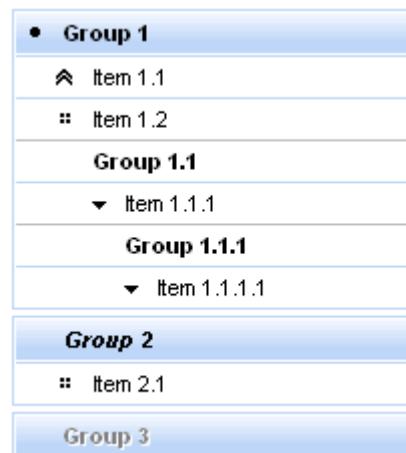 Group 1
Item 1.1
Item 1.2
Group 1.1
Item 1.1.1
Group 1.1.1
Item 1.1.1.1
Group 2
Item 2.1
Group 3